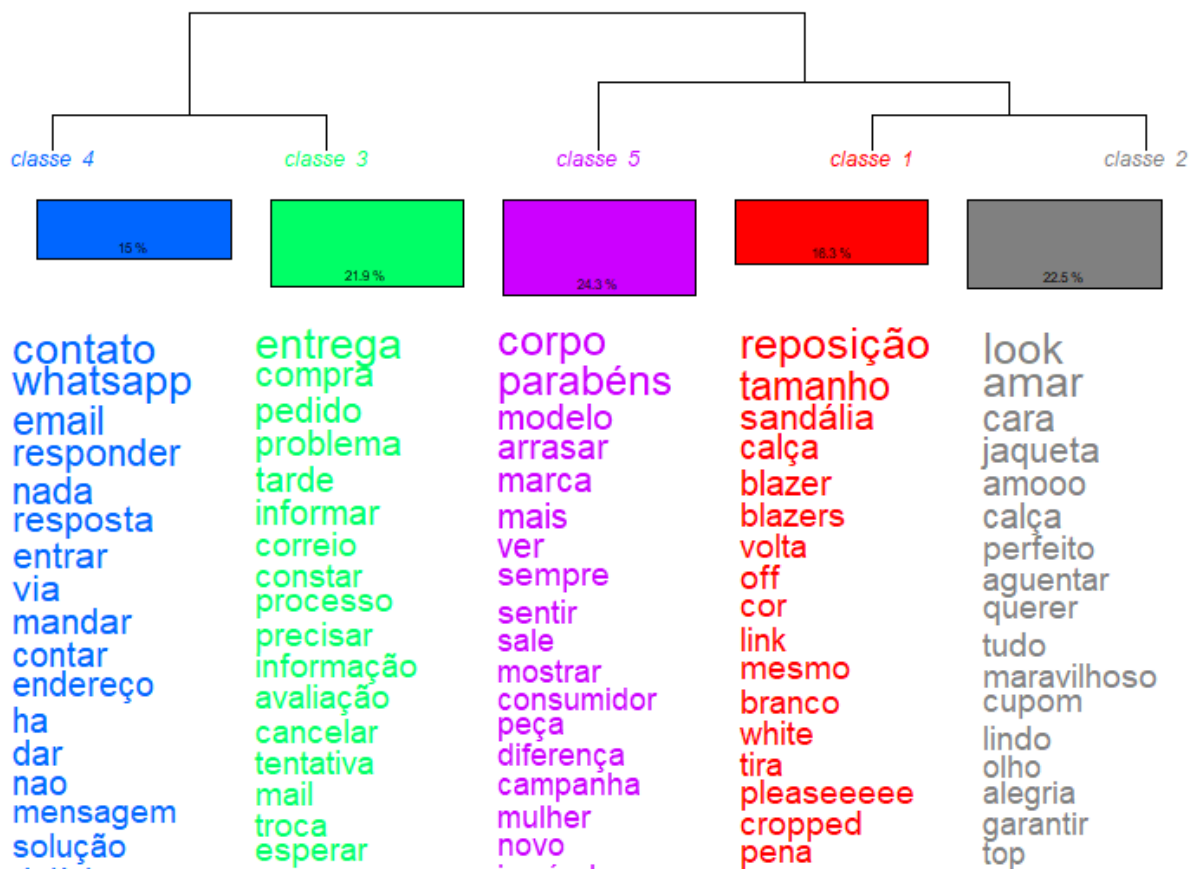 classe 4
classe 3
classe 5
classe 1
classe 2
15 %
21.9 %
24.3 %
16.3 %
22.5 %
contato
whatsapp
email
responder
nada
resposta
entrar
via
mandar
contar
endereço
ha
dar
nao
mensagem
solução
entrega
compra
pedido
problema
tarde
informar
correio
constar
processo
precisar
informação
avaliação
cancelar
tentativa
mail
troca
esperar
corpo
parabéns
modelo
arrasar
marca
mais
ver
sempre
sentir
sale
mostrar
consumidor
peça
diferença
campanha
mulher
novo
reposição
tamanho
sandália
calça
blazer
blazers
volta
off
cor
link
mesmo
branco
white
tira
pleaseeeee
cropped
pena
look
amar
cara
jaqueta
amooo
calça
perfeito
aguentar
querer
tudo
maravilhoso
cupom
lindo
olho
alegria
garantir
top